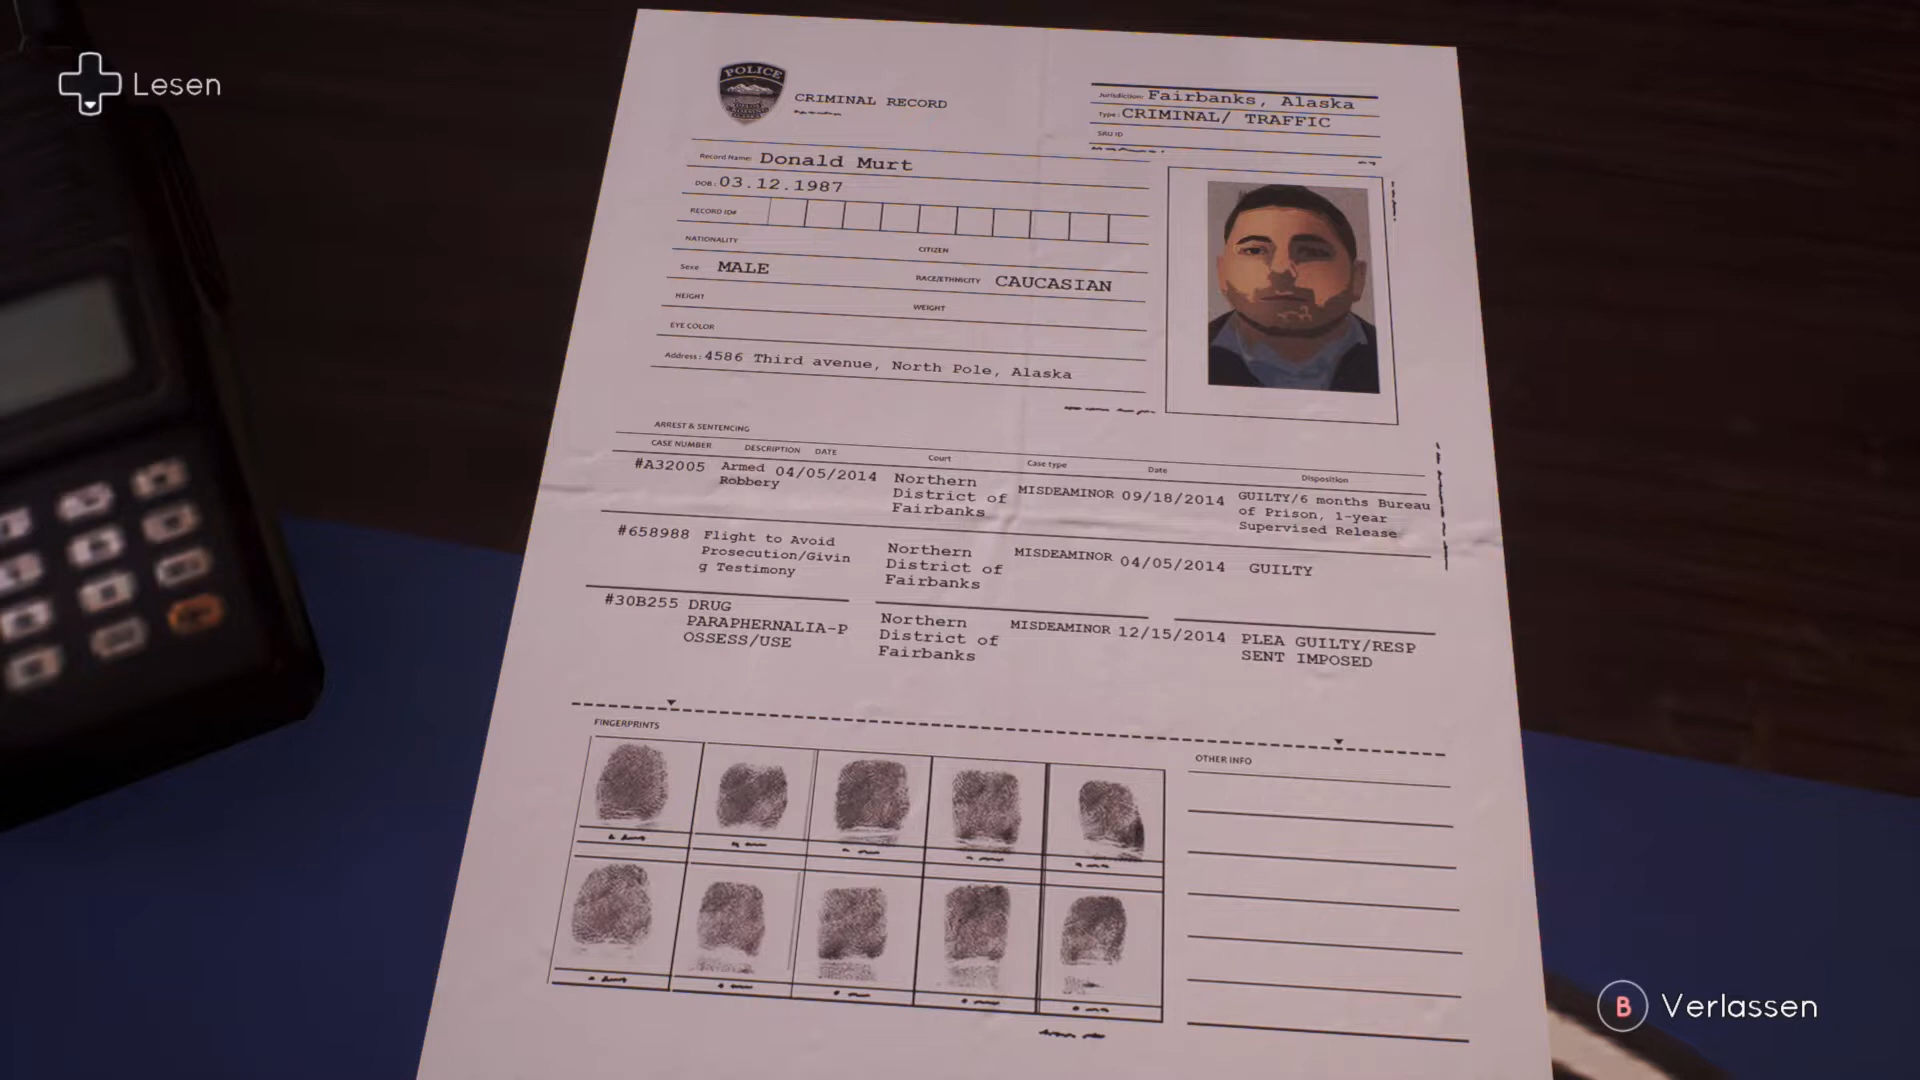 Lesen
POLICE
CRIMINAL RECORD
Jurisdiction: Fairbanks, Alaska
Type: CRIMINAL/ TRAFFIC
SRU ID
Record Name: Donald Murt
DOB: 03.12.1987
RECORD ID#
NATIONALITY CITIZEN
Sexe MALE RACE/ETHNICITY CAUCASIAN
HEIGHT WEIGHT
EYE COLOR
Address: 4586 Third avenue, North Pole, Alaska
ARREST & SENTENCING
CASE NUMBER DESCRIPTION DATE Court Case type Date Disposition
#A32005 Armed 04/05/2014 Northern MISDEAMINOR 09/18/2014 GUILTY/6 months Bureau
Robbery District of of Prison, 1-year
Fairbanks Supervised Release
#658988 Flight to Avoid Northern MISDEAMINOR 04/05/2014 GUILTY
Prosecution/Givin District of
g Testimony Fairbanks
#30B255 DRUG Northern MISDEAMINOR 12/15/2014 PLEA GUILTY/RESP
PARAPHERNALIA-P District of SENT IMPOSED
OSSESS/USE Fairbanks
FINGERPRINTS
OTHER INFO
B Verlassen